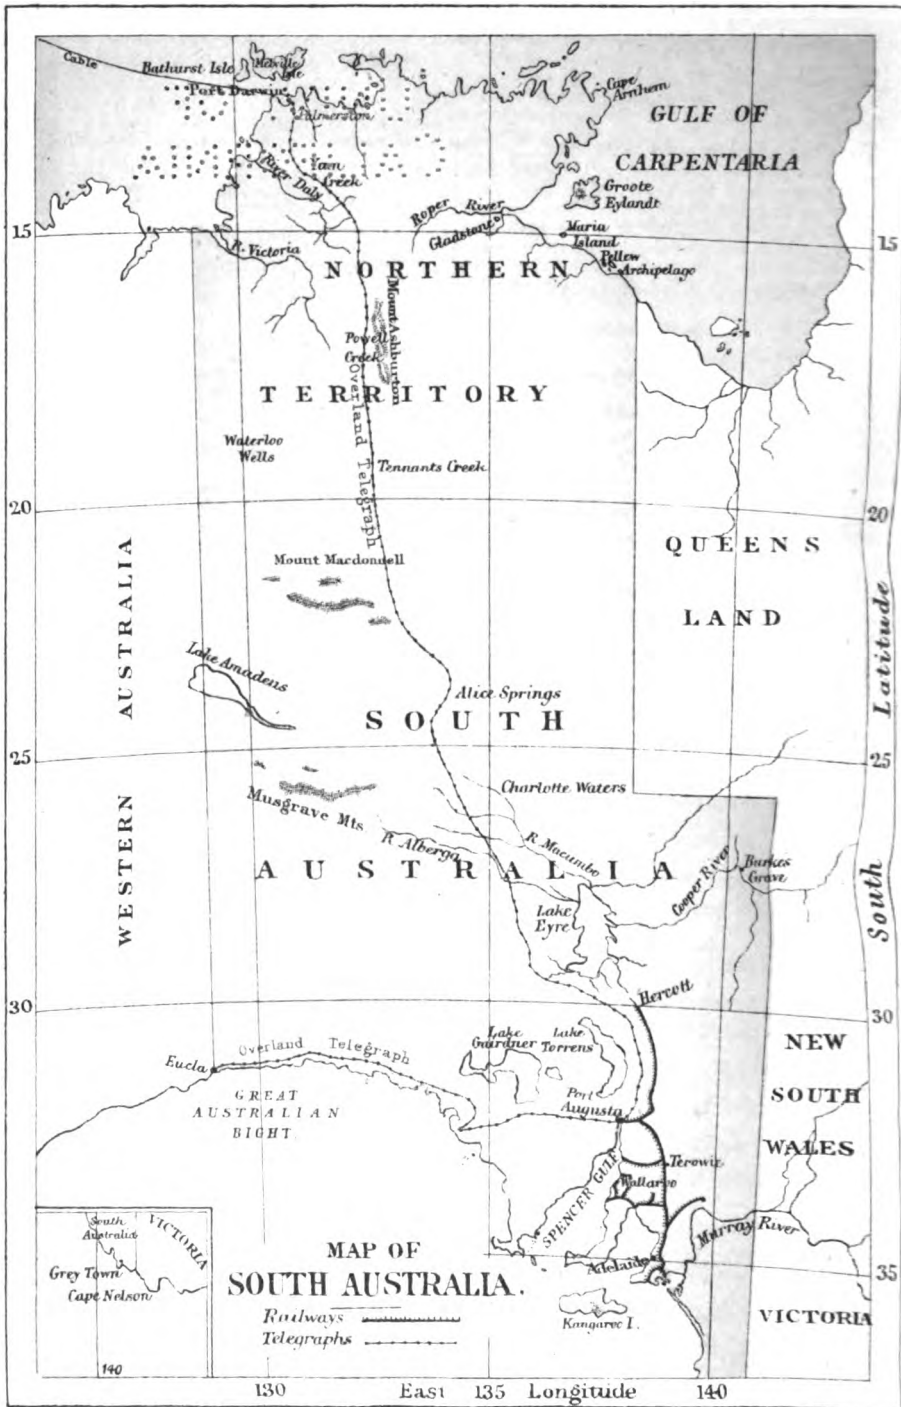 Cable
Bathurst Isle
Melville
Isle
Port Darwin
Palmerston
Cape
Arnhem
GULF OF
CARPENTARIA
Yam
Creek
River Daly
Groote
Eylandt
Roper River
Gladstone
Maria
Island
15
15
R. Victoria
Pellew
Archipelago
NORTHERN
Mount Ashburton
Powell
Creek
TERRITORY
Overland Telegraph
Waterloo
Wells
Tennants Creek
20
20
QUEENS
LAND
Mount Macdonnell
WESTERN AUSTRALIA
South Latitude
Lake Amadens
Alice Springs
SOUTH
25
25
Charlotte Waters
Musgrave Mts
R. Alberga
R. Macumbo
AUSTRALIA
Cooper River
Burkes
Grave
Lake
Eyre
30
30
Hercott
Lake
Gairdner
Lake
Torrens
NEW
SOUTH
WALES
Overland Telegraph
Eucla
GREAT
AUSTRALIAN
BIGHT
Port
Augusta
Terowie
Wallaroo
SPENCER GULF
Murray River
Adelaide
35
VICTORIA
Kangaroo I.
South
Australia
VICTORIA
Grey Town
Cape Nelson
140
MAP OF
SOUTH AUSTRALIA.
Railways
Telegraphs
130 East 135 Longitude 140